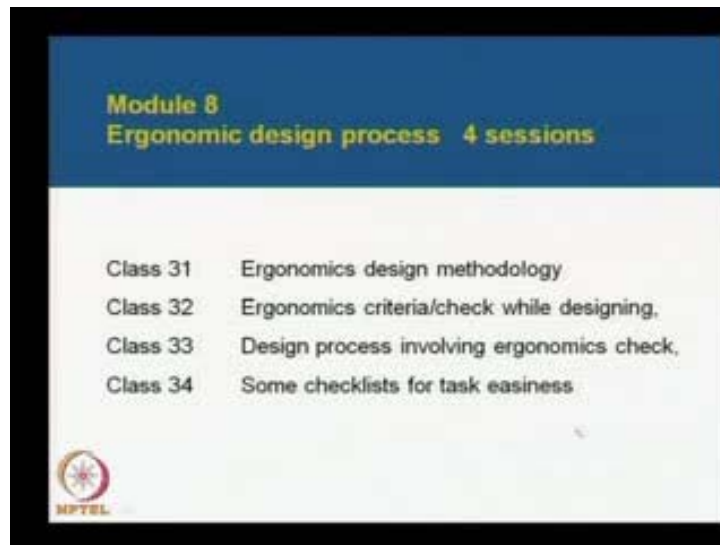 Module 8
Ergonomic design process 4 sessions
Class 31 Ergonomics design methodology
Class 32 Ergonomics criteria/check while designing,
Class 33 Design process involving ergonomics check,
Class 34 Some checklists for task easiness
NPTEL